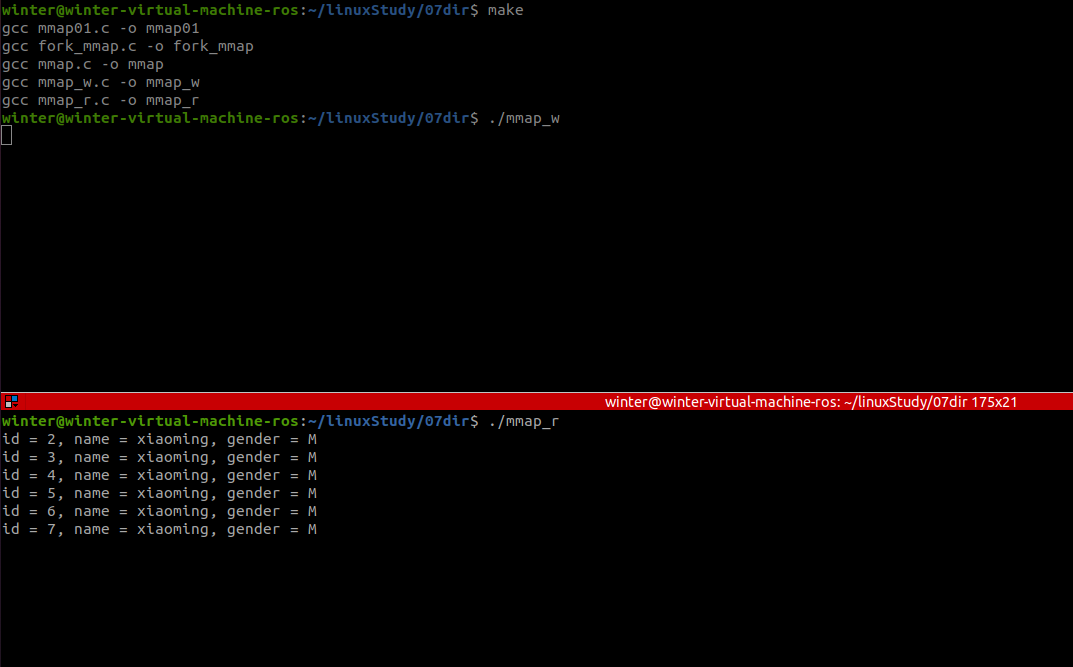 winter@winter-virtual-machine-ros:~/linuxStudy/07dir$ make
gcc mmap01.c -o mmap01
gcc fork_mmap.c -o fork_mmap
gcc mmap.c -o mmap
gcc mmap_w.c -o mmap_w
gcc mmap_r.c -o mmap_r
winter@winter-virtual-machine-ros:~/linuxStudy/07dir$ ./mmap_w
winter@winter-virtual-machine-ros: ~/linuxStudy/07dir 175x21
winter@winter-virtual-machine-ros:~/linuxStudy/07dir$ ./mmap_r
id = 2, name = xiaoming, gender = M
id = 3, name = xiaoming, gender = M
id = 4, name = xiaoming, gender = M
id = 5, name = xiaoming, gender = M
id = 6, name = xiaoming, gender = M
id = 7, name = xiaoming, gender = M